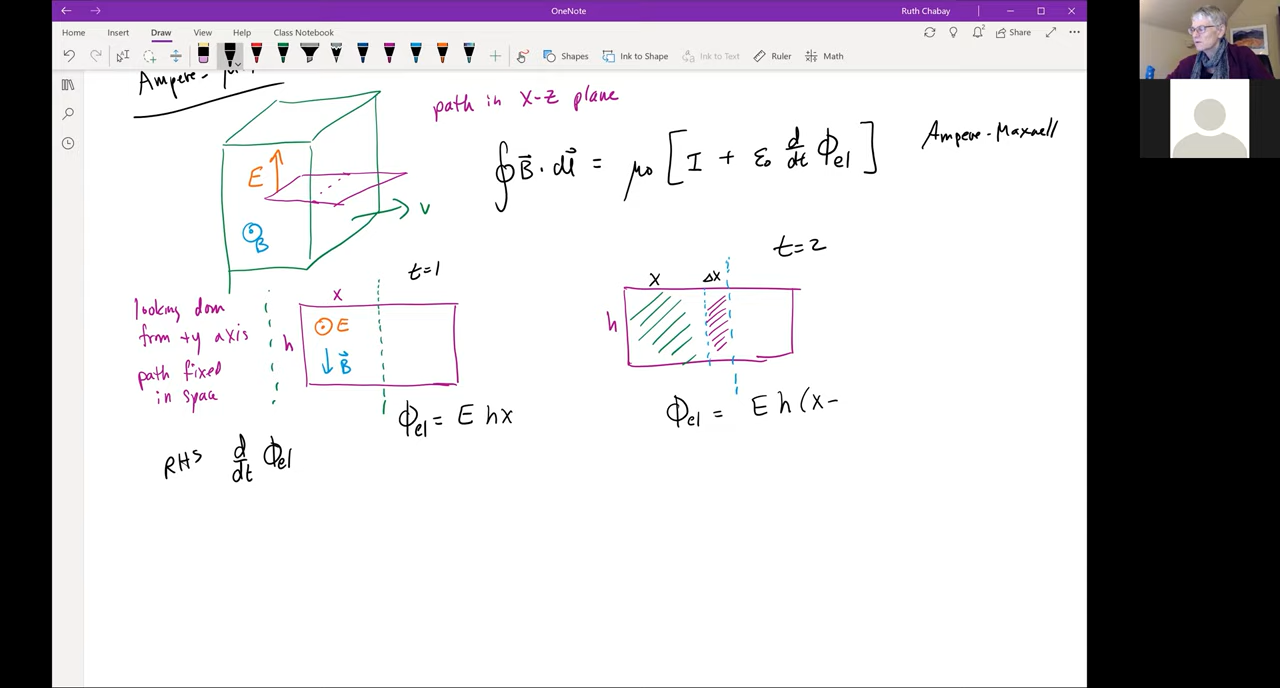 OneNote
Ruth Chabay
Home Insert Draw View Help Class Notebook
Share
Shapes Ink to Shape Ink to Text Ruler Math
Ampere-
path in x-z plane
∮B⃗·dl⃗ = μ₀ [I + ε₀ d/dt Φel]
Ampere-Maxwell
E
B
v
t=1
t=2
looking down
from +y axis
path fixed
in space
x
h
E
B⃗
x Δx
h
Φel = E hx
Φel = E h (x-
RHS d/dt Φel